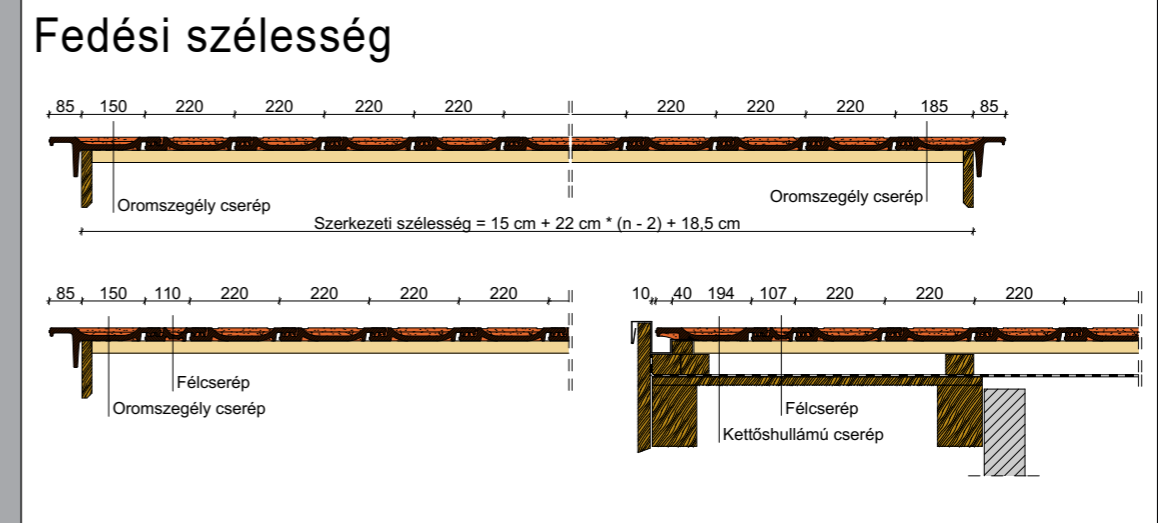 Fedési szélesség
85 150 220 220 220 220 220 220 220 185 85
Oromszegély cserép
Oromszegély cserép
Szerkezeti szélesség = 15 cm + 22 cm * (n - 2) + 18,5 cm
85 150 110 220 220 220 220
Félcserép
Oromszegély cserép
10 40 194 107 220 220 220
Félcserép
Kettőshullámú cserép